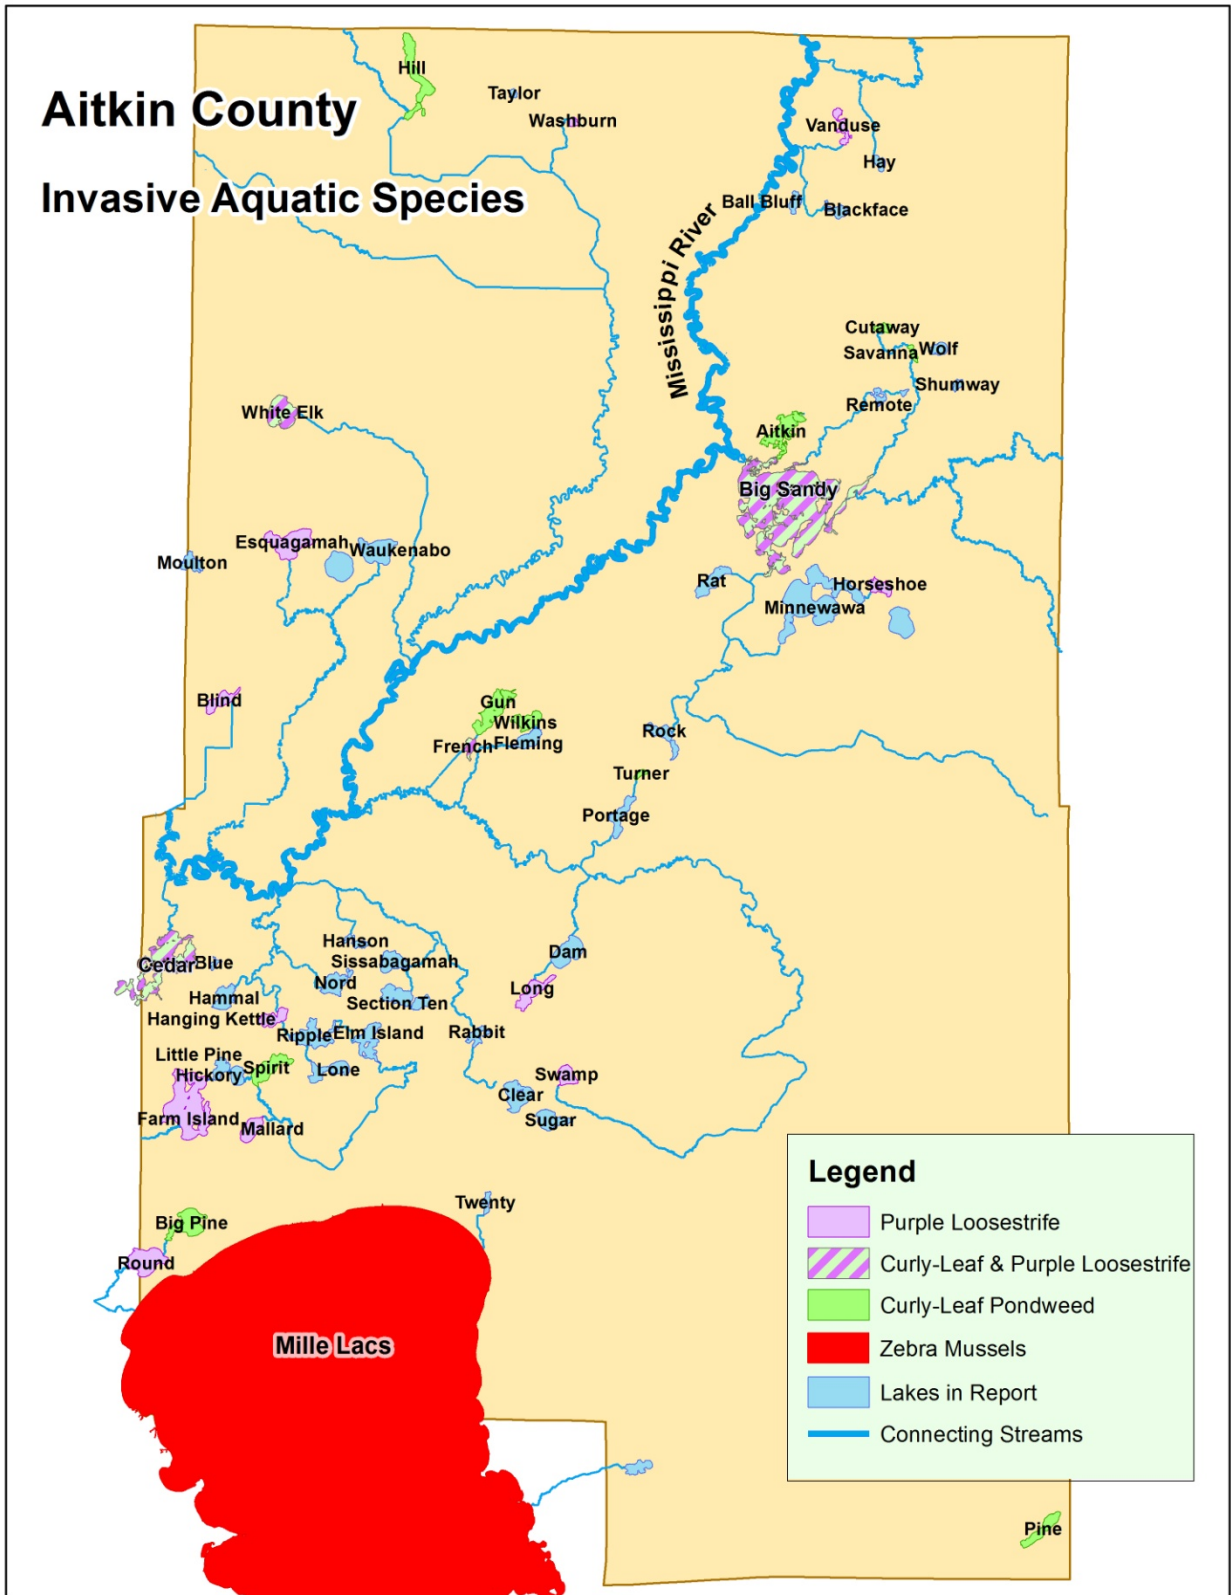 Aitkin County
Invasive Aquatic Species
Hill
Taylor
Washburn
Vanduse
Hay
Ball Bluff
Blackface
Mississippi River
Cutaway
Savanna
Wolf
Shumway
Remote
White Elk
Aitkin
Big Sandy
Esquagamah
Waukenabo
Moulton
Rat
Horseshoe
Minnewawa
Blind
Gun
Wilkins
French
Fleming
Rock
Turner
Portage
Hanson
Sissabagamah
Dam
Cedar
Blue
Nord
Long
Hammal
Section Ten
Hanging Kettle
Ripple
Elm Island
Rabbit
Little Pine
Hickory
Spirit
Lone
Swamp
Clear
Farm Island
Mallard
Sugar
Twenty
Big Pine
Round
Mille Lacs
Legend
Purple Loosestrife
Curly-Leaf & Purple Loosestrife
Curly-Leaf Pondweed
Zebra Mussels
Lakes in Report
Connecting Streams
Pine